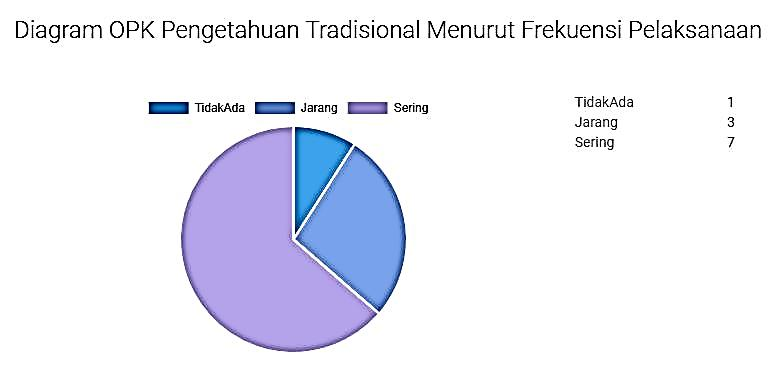 Diagram OPK Pengetahuan Tradisional Menurut Frekuensi Pelaksanaan
TidakAda Jarang Sering
TidakAda 1
Jarang 3
Sering 7